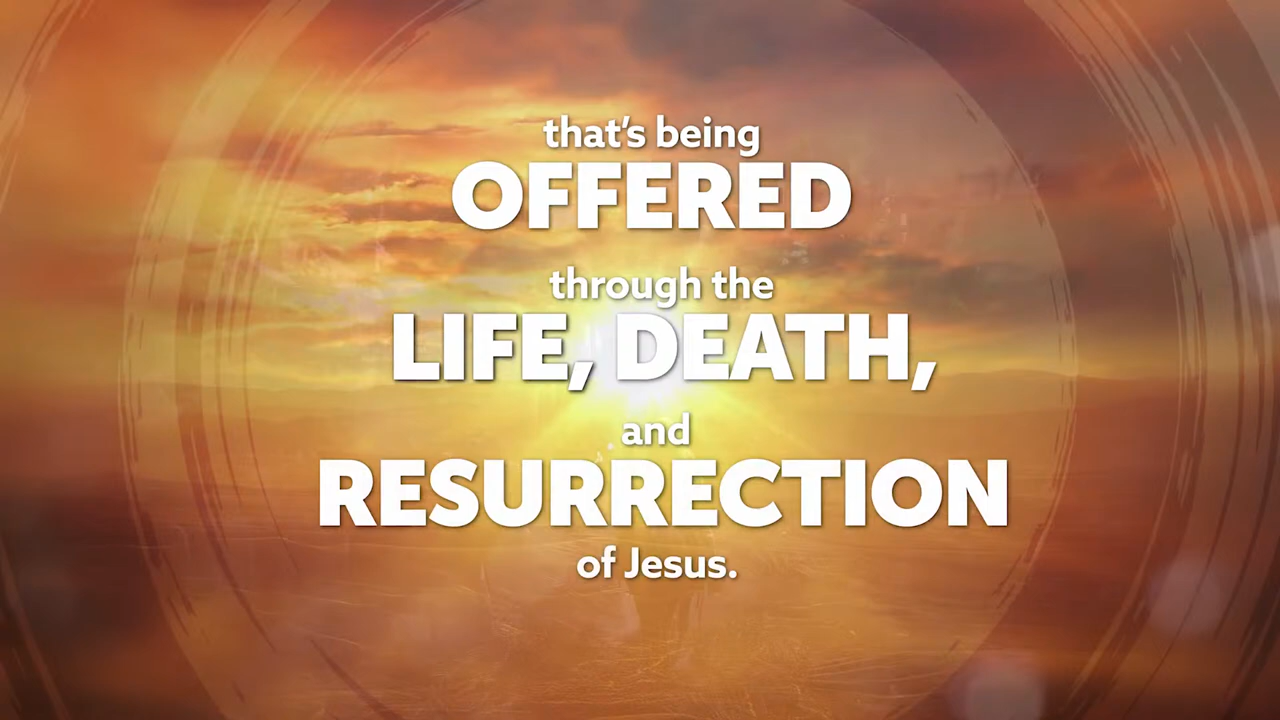 that's being
OFFERED
through the
LIFE, DEATH,
and
RESURRECTION
of Jesus.